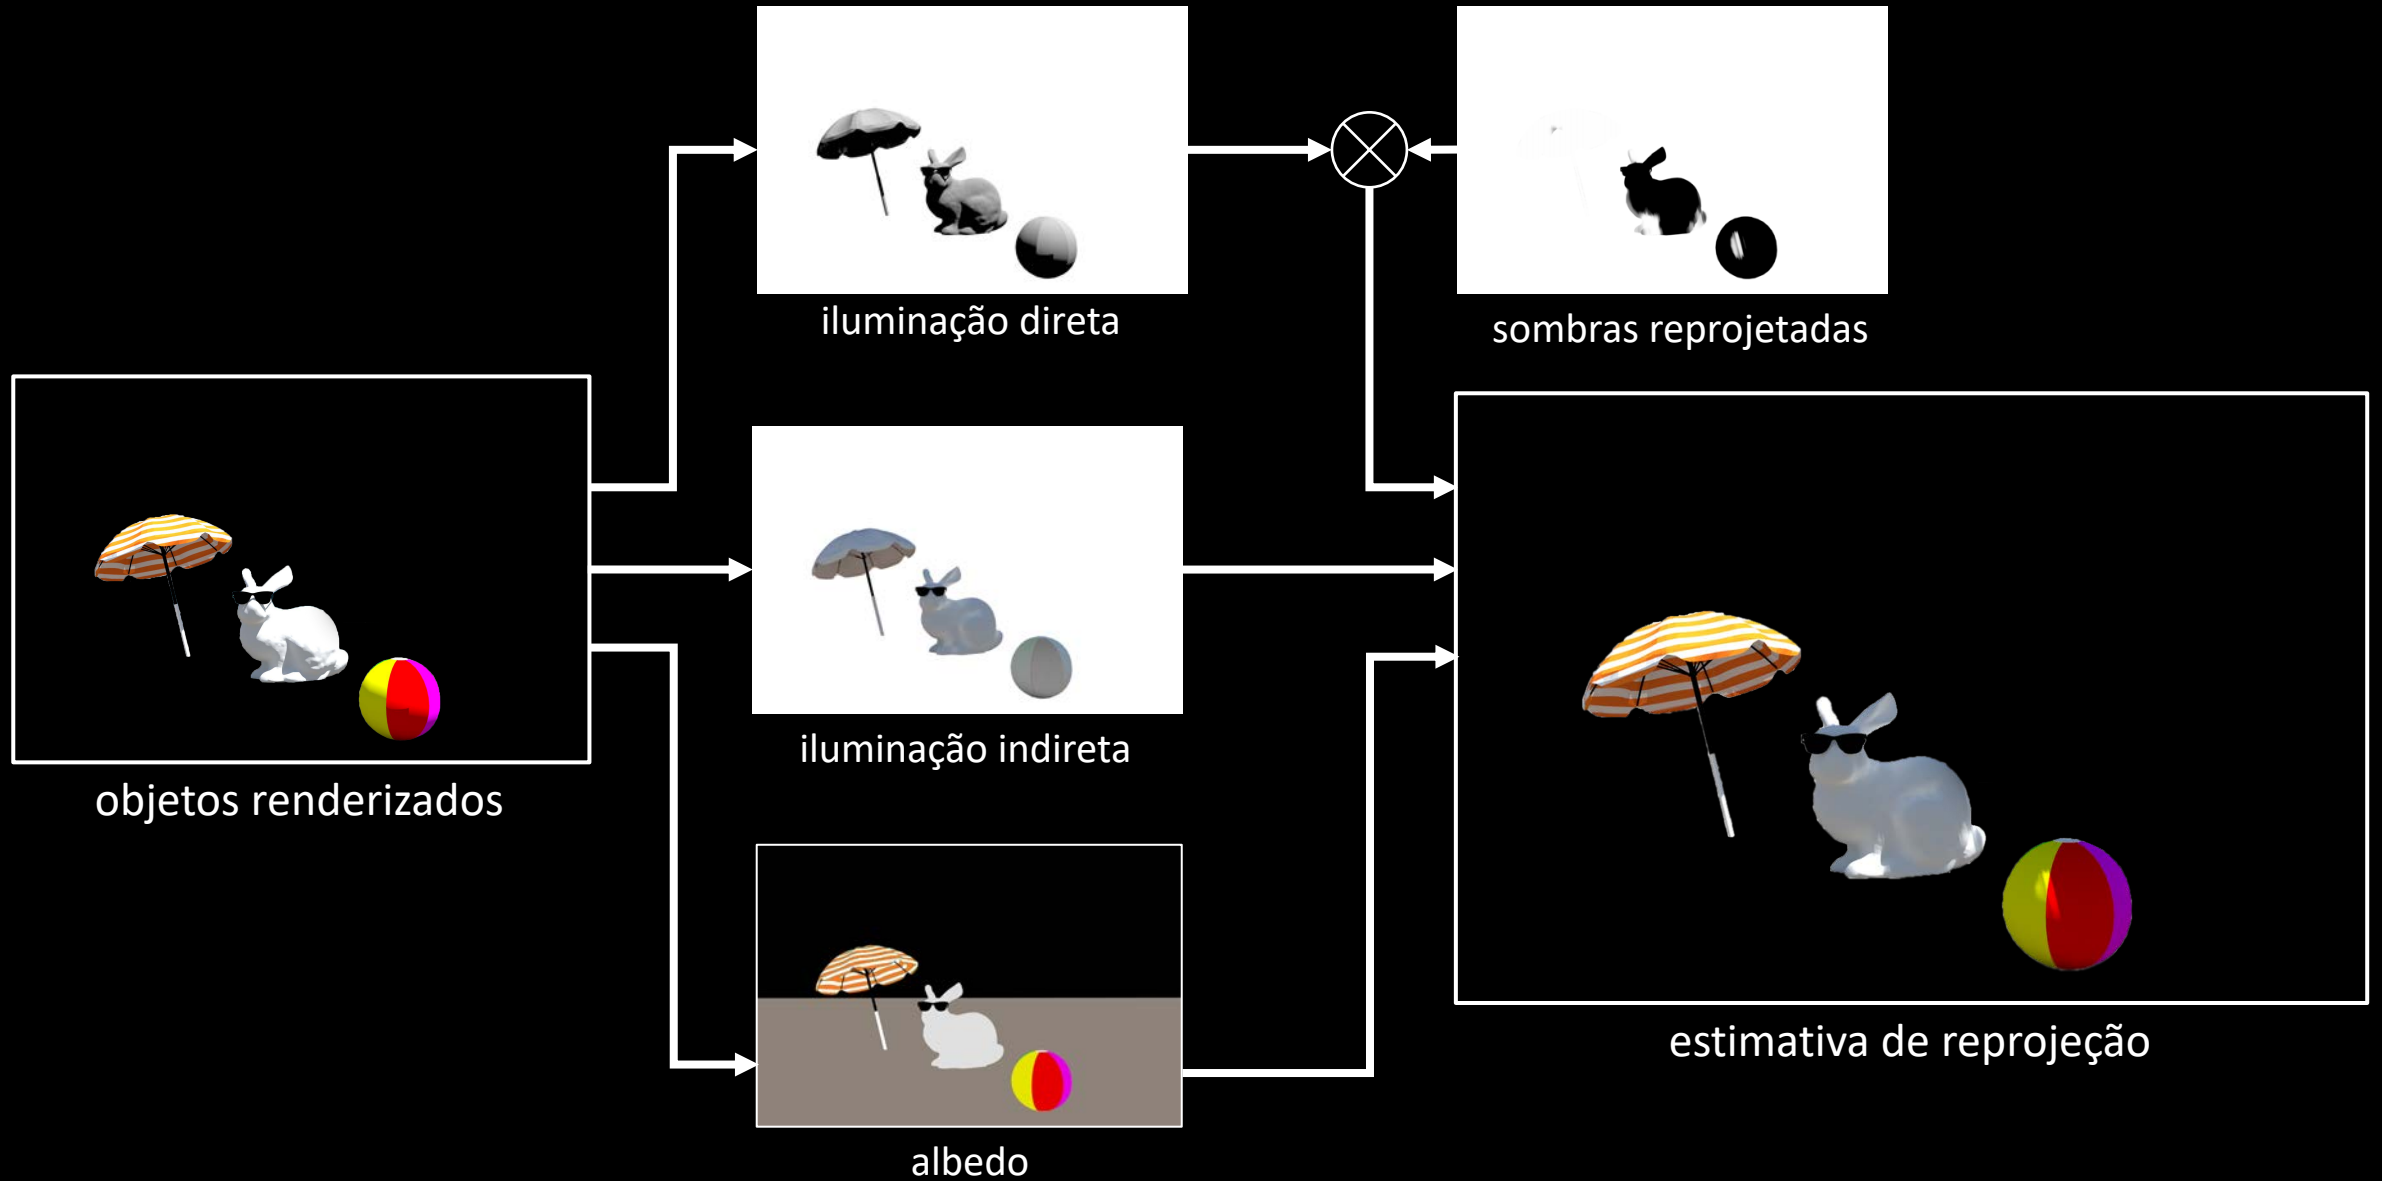 iluminação direta
sombras reprojetadas
objetos renderizados
iluminação indireta
estimativa de reprojeção
albedo